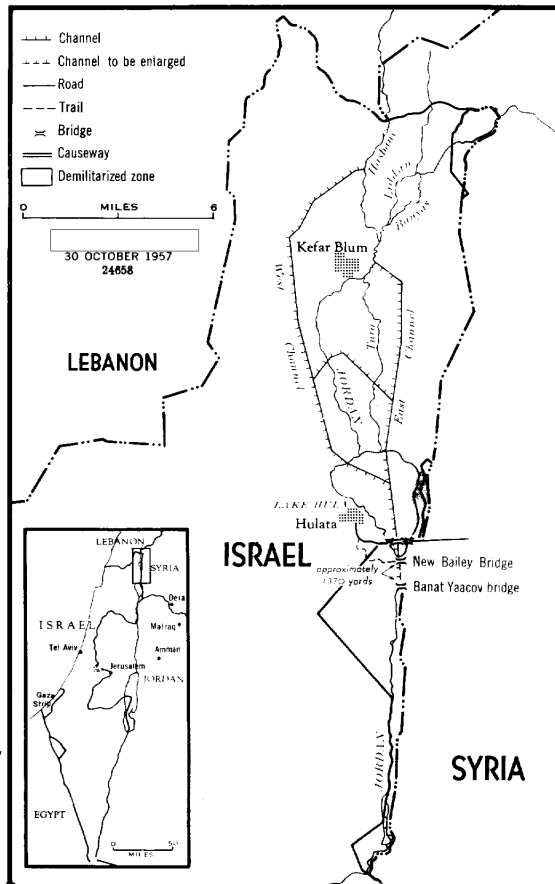 Channel
Channel to be enlarged
Road
Trail
Bridge
Causeway
Demilitarized zone
0 MILES 6
30 OCTOBER 1957
24658
LEBANON
Hasbani
Banyas
Kefar Blum
West
Channel
Tura
JORDAN
East
Channel
LAKE HULA
Hulata
ISRAEL
approximately
1370 yards
New Bailey Bridge
Banat Yaacov bridge
JORDAN
SYRIA
LEBANON
SYRIA
Dera
ISRAEL
Matraq
Tel Aviv
Amman
Jerusalem
JORDAN
Gaza
Strip
EGYPT
0 50
MILES